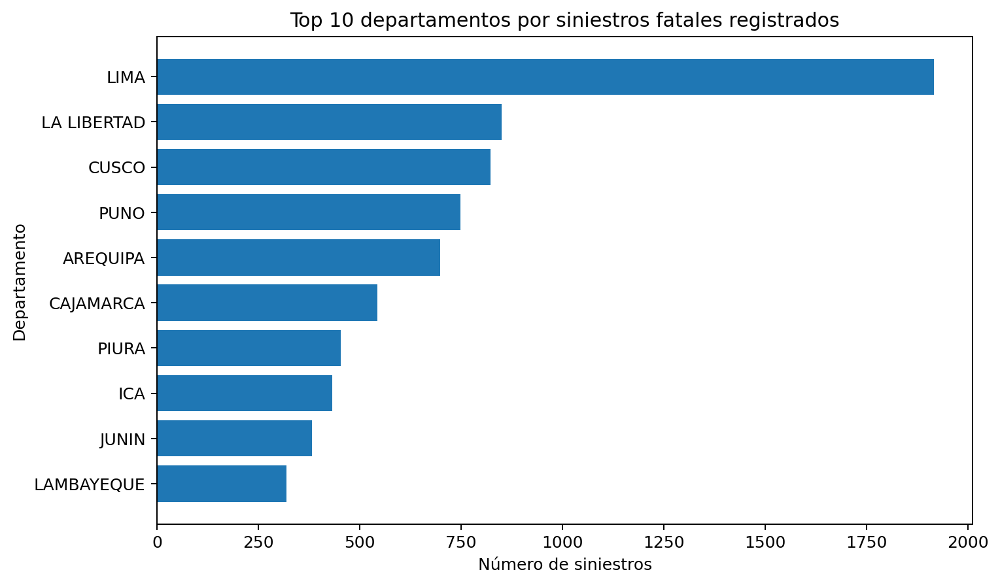 Top 10 departamentos por siniestros fatales registrados
LIMA
LA LIBERTAD
CUSCO
PUNO
AREQUIPA
CAJAMARCA
PIURA
ICA
JUNIN
LAMBAYEQUE
Departamento
0 250 500 750 1000 1250 1500 1750 2000
Número de siniestros